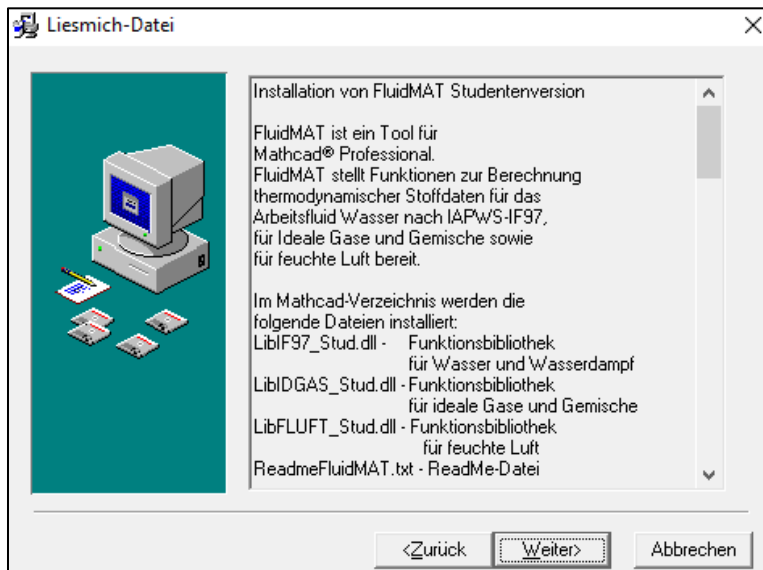 Liesmich-Datei
Installation von FluidMAT Studentenversion
FluidMAT ist ein Tool für
Mathcad® Professional.
FluidMAT stellt Funktionen zur Berechnung
thermodynamischer Stoffdaten für das
Arbeitsfluid Wasser nach IAPWS-IF97,
für Ideale Gase und Gemische sowie
für feuchte Luft bereit.
Im Mathcad-Verzeichnis werden die
folgende Dateien installiert:
LibIF97_Stud.dll - Funktionsbibliothek
für Wasser und Wasserdampf
LibIDGAS_Stud.dll - Funktionsbibliothek
für ideale Gase und Gemische
LibFLUFT_Stud.dll - Funktionsbibliothek
für feuchte Luft
ReadmeFluidMAT.txt - ReadMe-Datei
<Zurück Weiter> Abbrechen